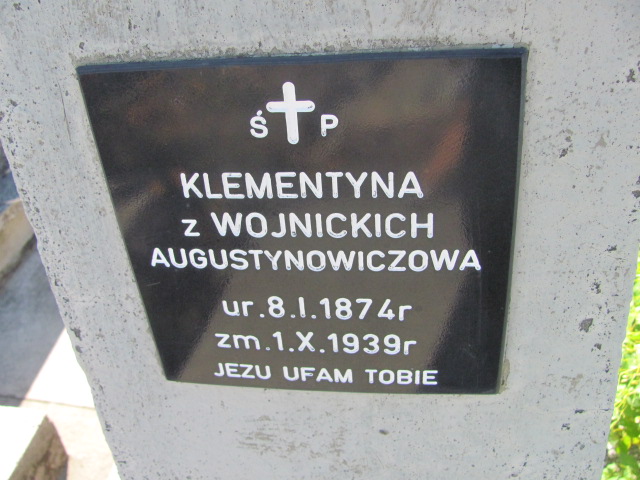 Ś P
KLEMENTYNA
z WOJNICKICH
AUGUSTYNOWICZOWA
ur.8.I.1874r
zm.1.X.1939r
JEZU UFAM TOBIE